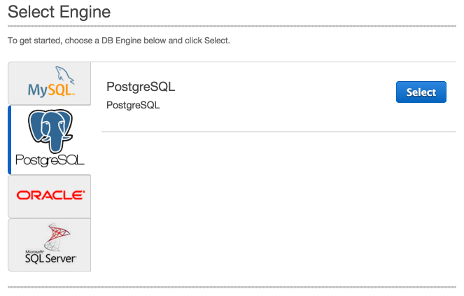 Select Engine
To get started, choose a DB Engine below and click Select.
MySQL
PostgreSQL
PostgreSQL
Select
PostgreSQL
ORACLE
Microsoft
SQL Server